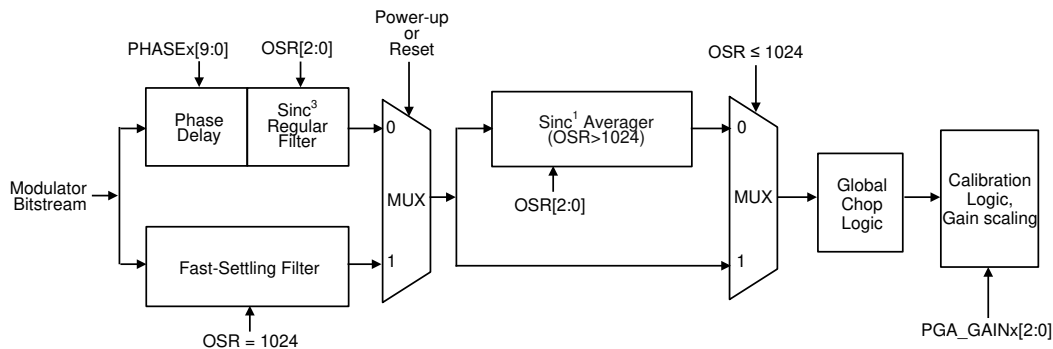 Power-up
or
Reset
PHASEx[9:0]
OSR[2:0]
OSR ≤ 1024
Phase
Delay
Sinc³
Regular
Filter
0
Sinc¹ Averager
(OSR>1024)
0
Modulator
Bitstream
MUX
OSR[2:0]
MUX
Global
Chop
Logic
Calibration
Logic,
Gain scaling
Fast-Settling Filter
1
1
OSR = 1024
PGA_GAINx[2:0]